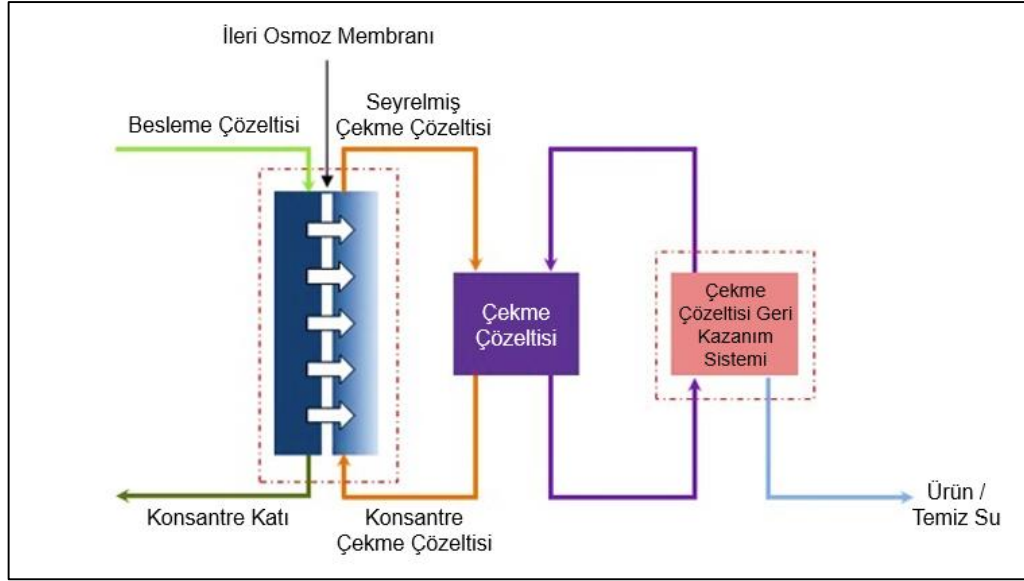 İleri Osmoz Membranı
Besleme Çözeltisi
Seyrelmiş
Çekme Çözeltisi
Çekme
Çözeltisi
Çekme
Çözeltisi Geri
Kazanım
Sistemi
Konsantre Katı
Konsantre
Çekme Çözeltisi
Ürün /
Temiz Su